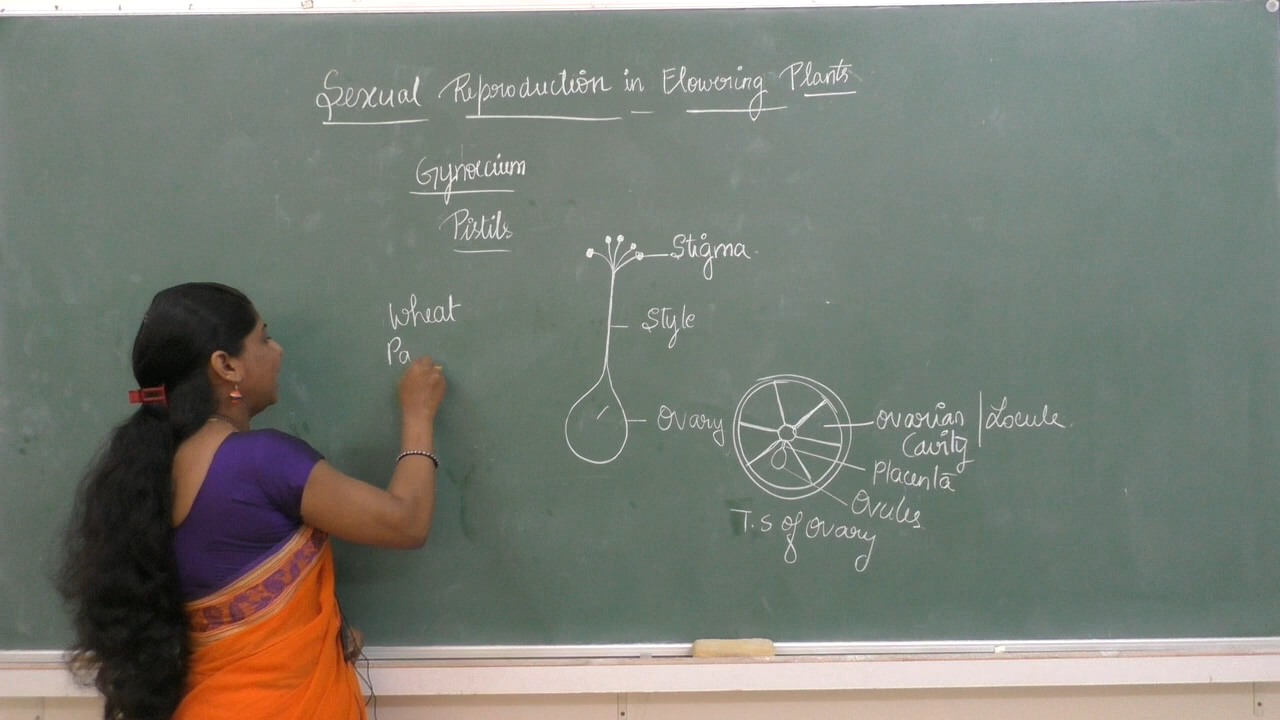 Sexual Reproduction in Flowering Plants
Gynoecium
Pistils
Stigma
Wheat
Style
Pa
Ovary
Ovarian Cavity | Locule
Placenta
Ovules
T.S of Ovary